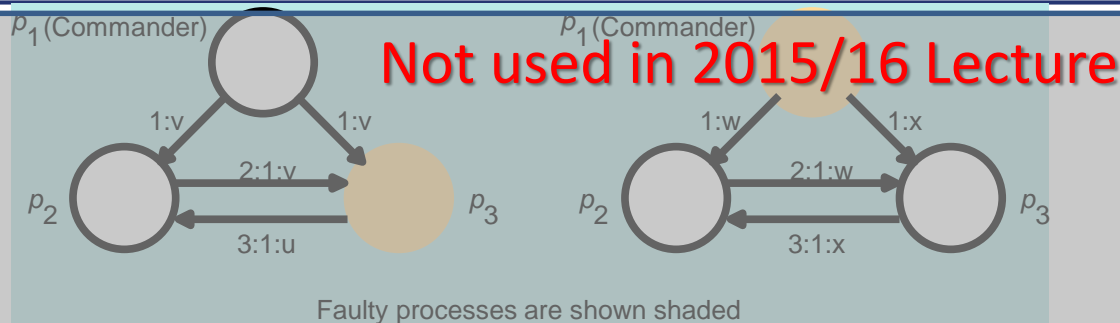 p1 (Commander)
p1 (Commander)
Not used in 2015/16 Lecture
1:v
1:v
1:w
1:x
2:1:v
2:1:w
p2
p3
p2
p3
3:1:u
3:1:x
Faulty processes are shown shaded